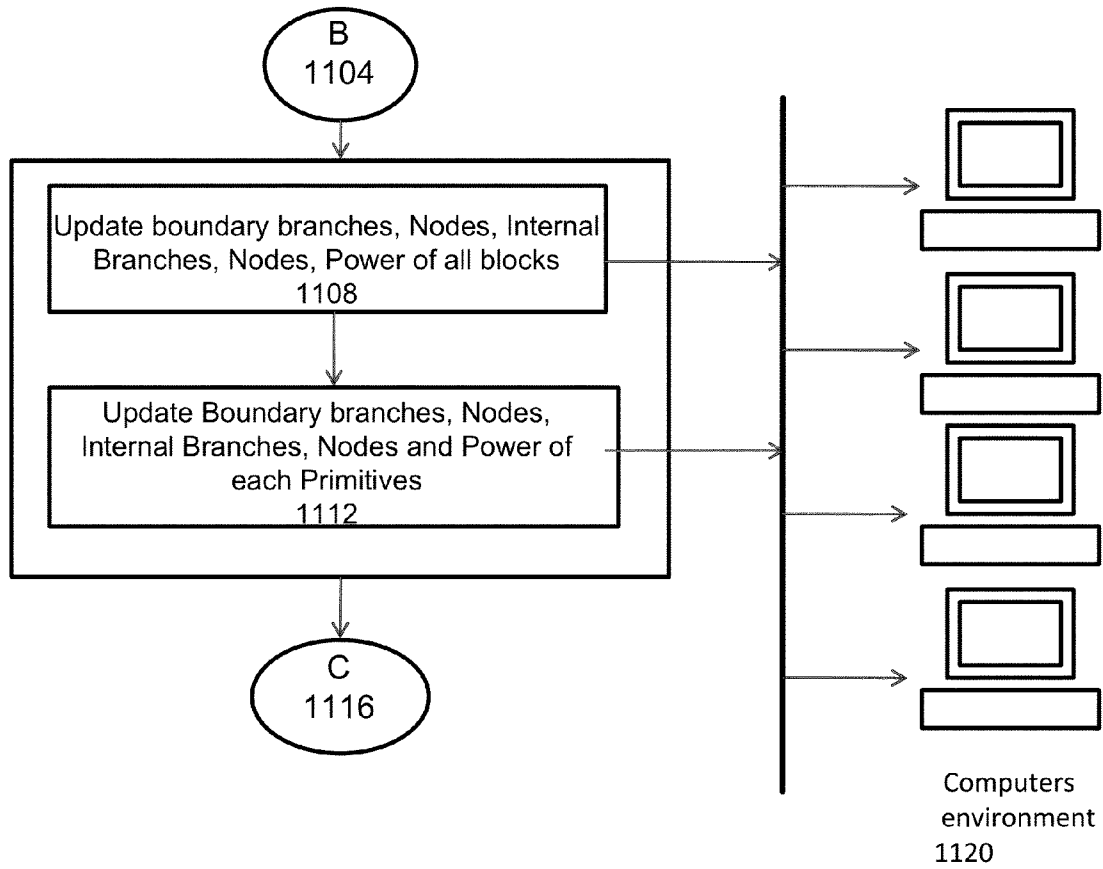 B
1104
Update boundary branches, Nodes, Internal
Branches, Nodes, Power of all blocks
1108
Update Boundary branches, Nodes,
Internal Branches, Nodes and Power of
each Primitives
1112
C
1116
Computers
environment
1120